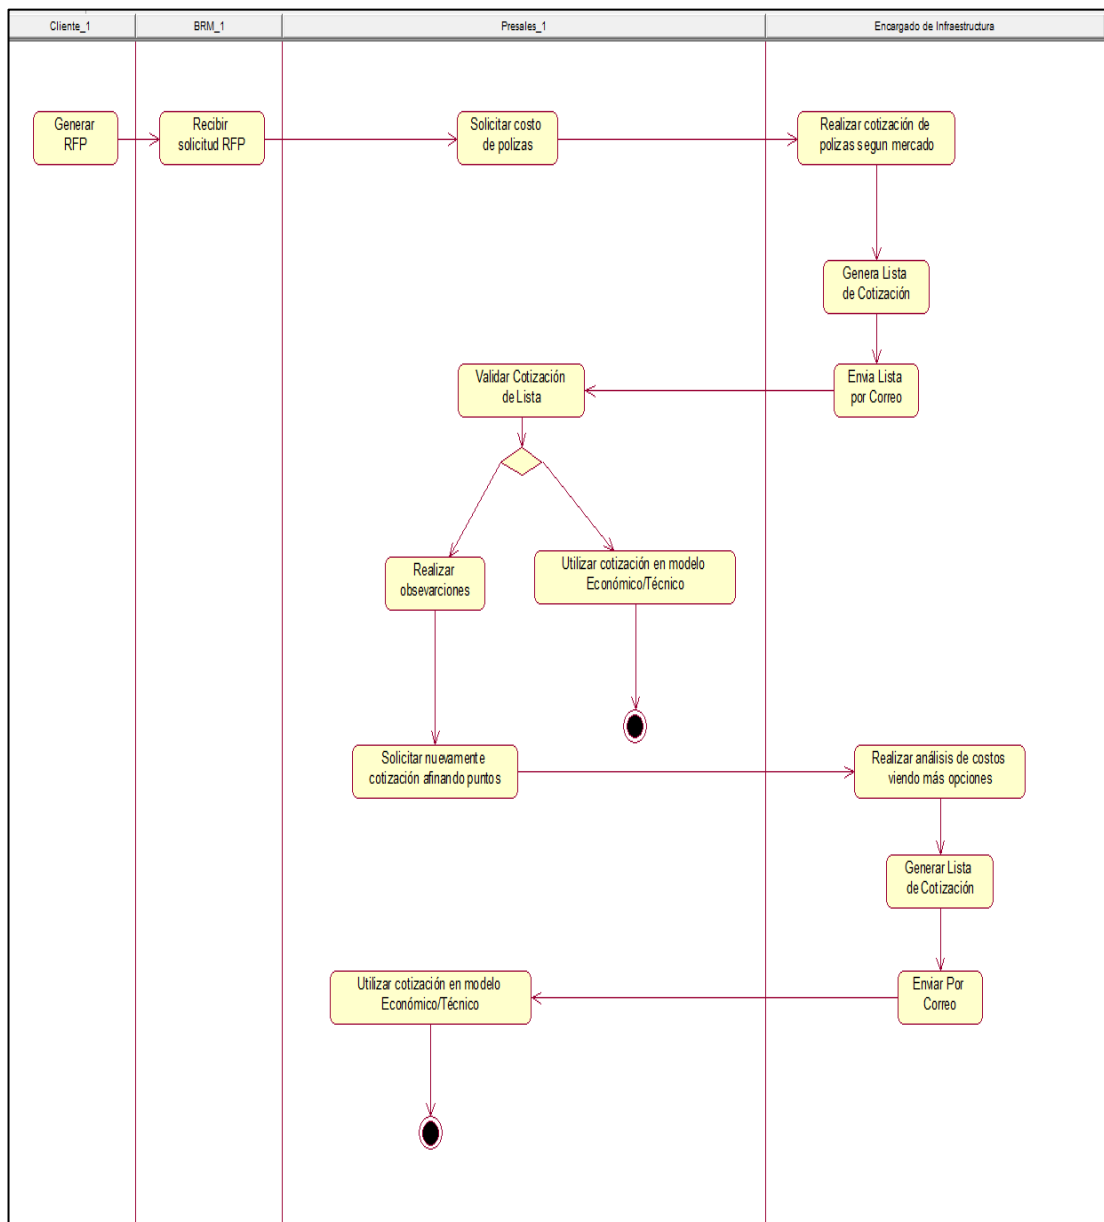 Cliente_1
BRM_1
Presales_1
Encargado de Infraestructura
Generar
RFP
Recibir
solicitud RFP
Solicitar costo
de polizas
Realizar cotización de
polizas segun mercado
Genera Lista
de Cotización
Validar Cotización
de Lista
Envia Lista
por Correo
Realizar
obsevarciones
Utilizar cotización en modelo
Económico/Técnico
Solicitar nuevamente
cotización afinando puntos
Realizar análisis de costos
viendo más opciones
Generar Lista
de Cotización
Utilizar cotización en modelo
Económico/Técnico
Enviar Por
Correo